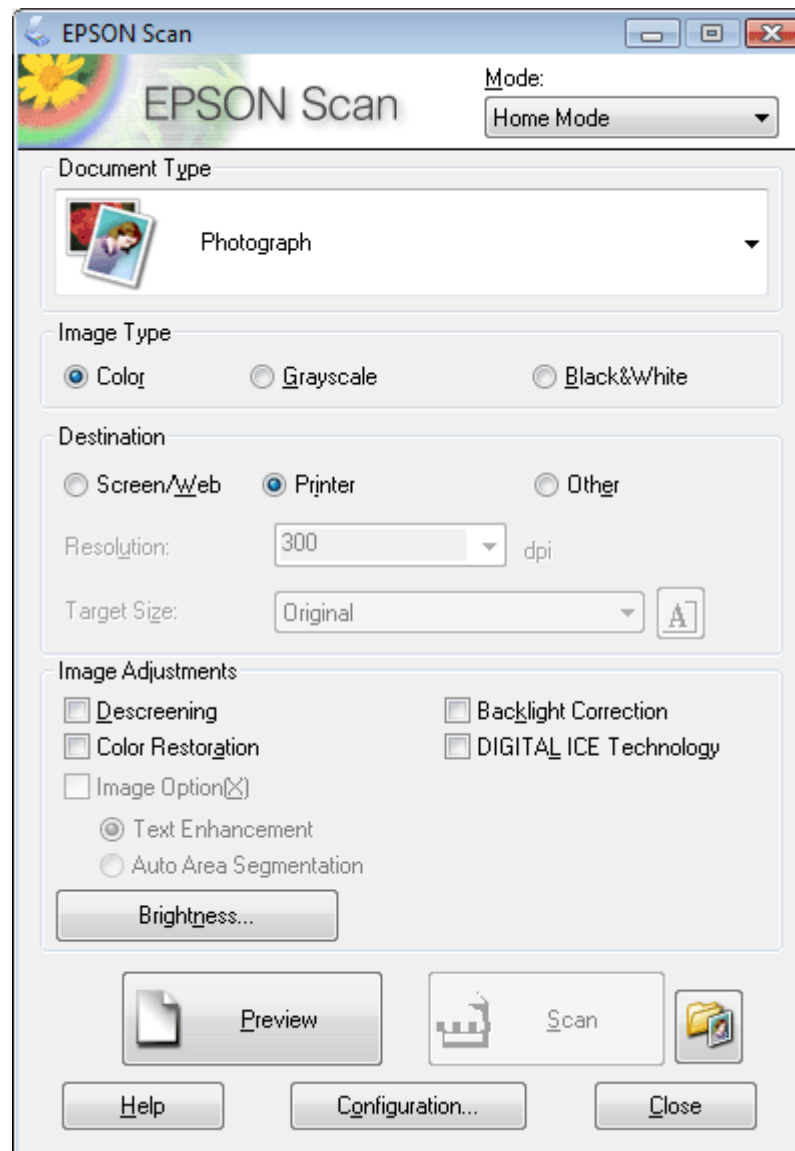 EPSON Scan
EPSON Scan
Mode:
Home Mode
Document Type
Photograph
Image Type
Color Grayscale Black&White
Destination
Screen/Web Printer Other
Resolution: 300 dpi
Target Size: Original A
Image Adjustments
Descreening Backlight Correction
Color Restoration DIGITAL ICE Technology
Image Option(X)
Text Enhancement
Auto Area Segmentation
Brightness...
Preview Scan
Help Configuration... Close